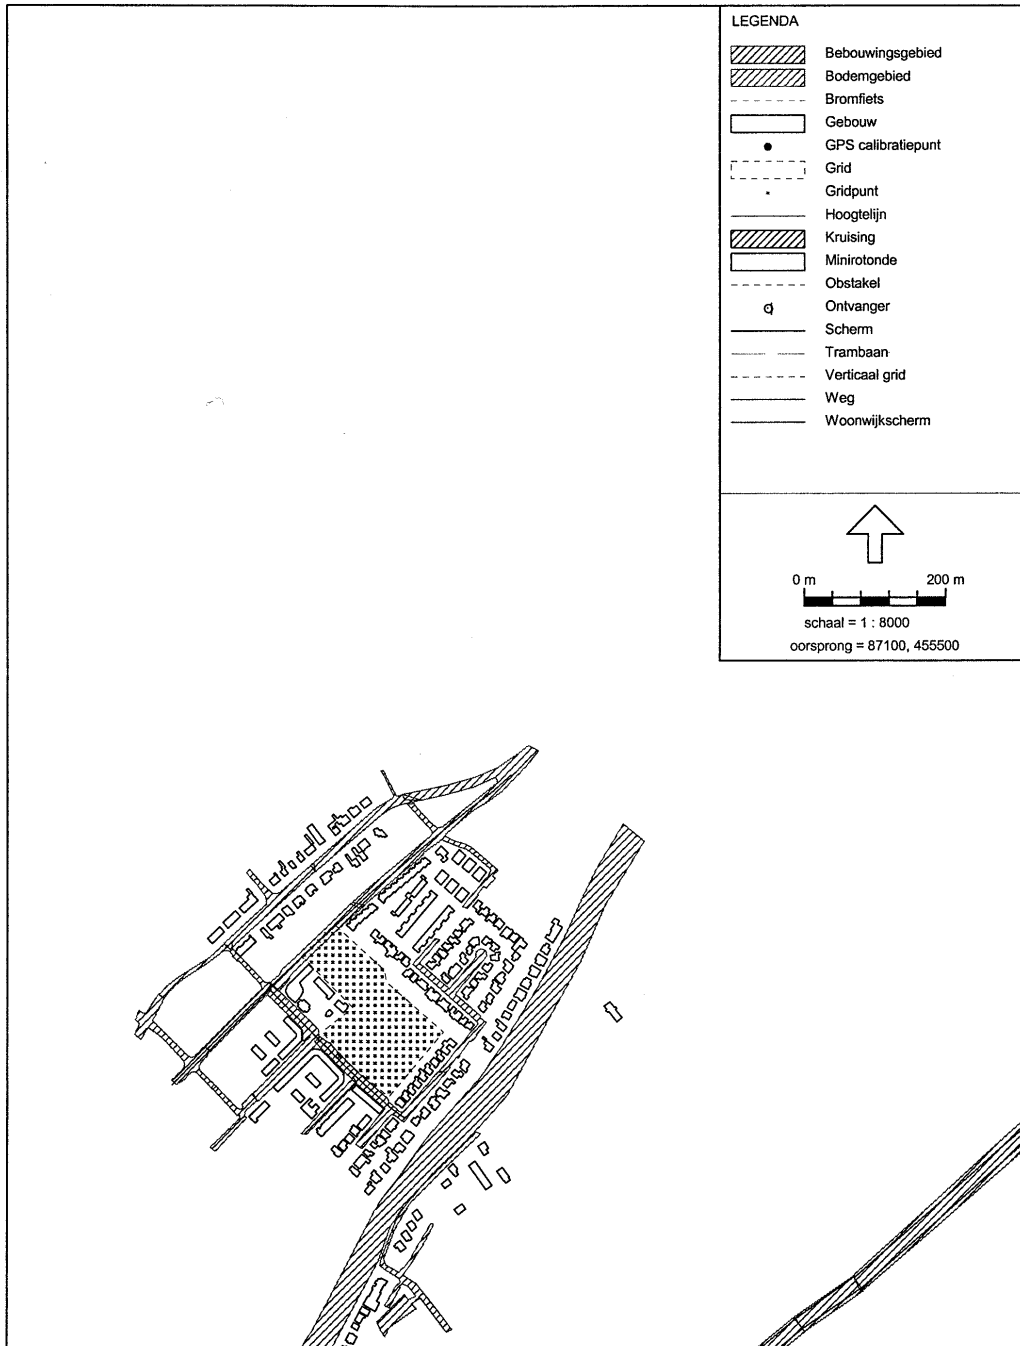 LEGENDA
Bebouwingsgebied
Bodemgebied
Bromfiets
Gebouw
GPS calibratiepunt
Grid
Gridpunt
Hoogtelijn
Kruising
Minirotonde
Obstakel
Ontvanger
Scherm
Trambaan
Verticaal grid
Weg
Woonwijkscherm
0 m 200 m
schaal = 1 : 8000
oorsprong = 87100, 455500